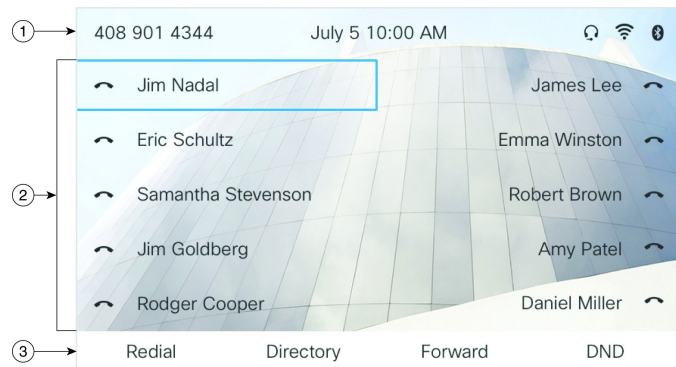 1
408 901 4344 July 5 10:00 AM
2
Jim Nadal James Lee
Eric Schultz Emma Winston
Samantha Stevenson Robert Brown
Jim Goldberg Amy Patel
Rodger Cooper Daniel Miller
3
Redial Directory Forward DND